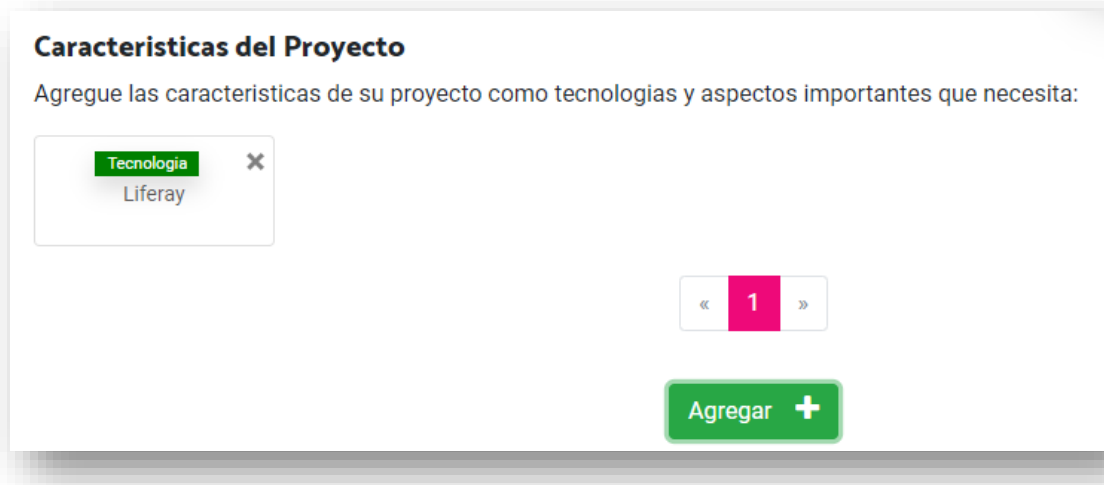 Caracteristicas del Proyecto
Agregue las caracteristicas de su proyecto como tecnologias y aspectos importantes que necesita:
Tecnologia ×
Liferay
« 1 »
Agregar +